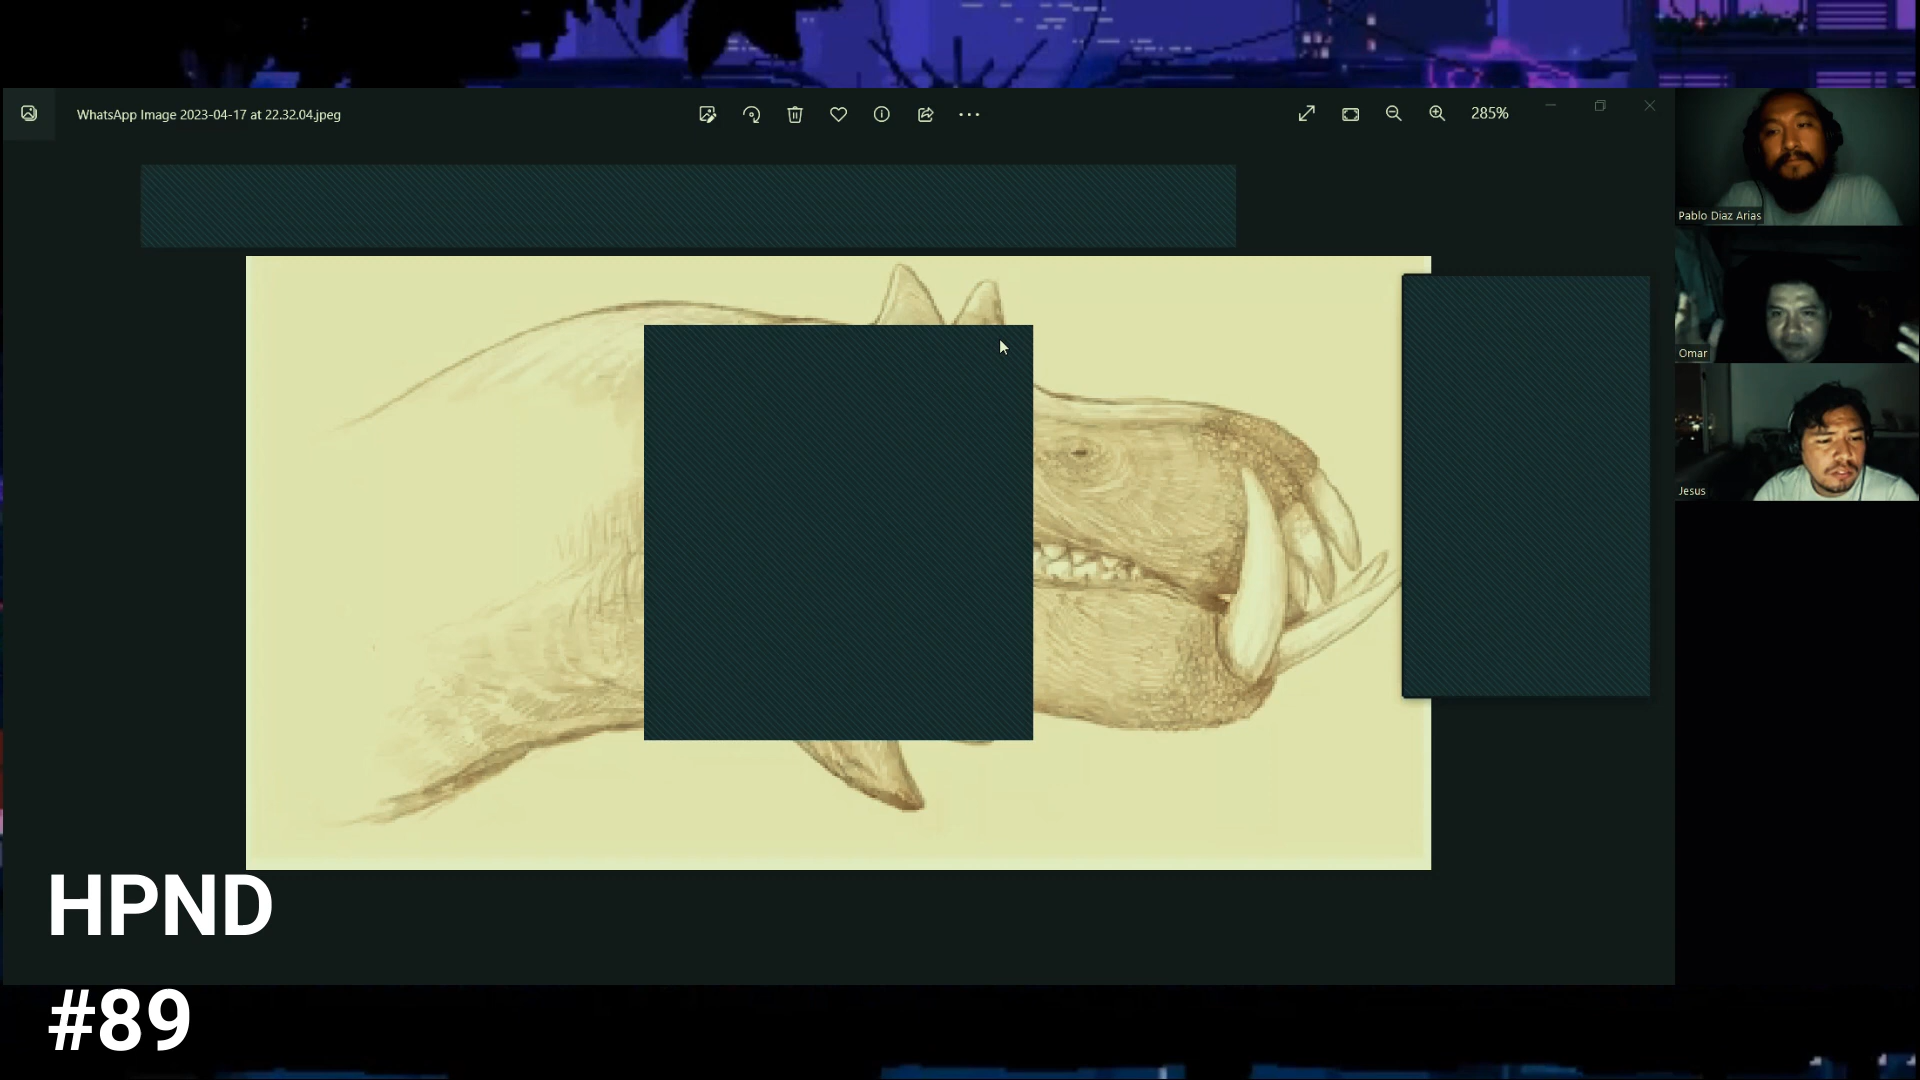 WhatsApp Image 2023-04-17 at 22.32.04.jpeg
285%
Pablo Diaz Arias
Omar
Jesus
HPND
#89